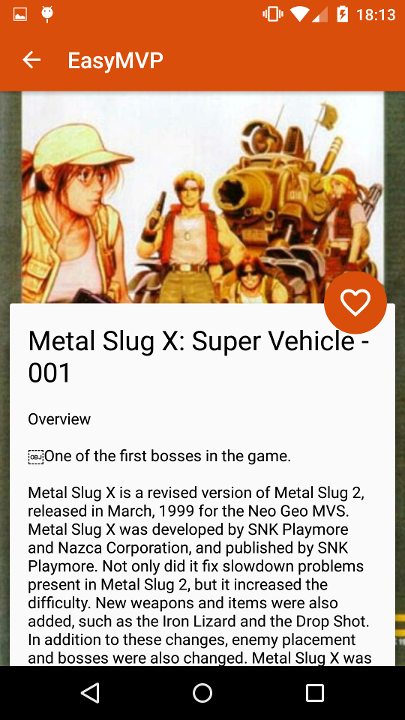 18:13
EasyMVP
Metal Slug X: Super Vehicle -
001
Overview
OBJ One of the first bosses in the game.
Metal Slug X is a revised version of Metal Slug 2,
released in March, 1999 for the Neo Geo MVS.
Metal Slug X was developed by SNK Playmore
and Nazca Corporation, and published by SNK
Playmore. Not only did it fix slowdown problems
present in Metal Slug 2, but it increased the
difficulty. New weapons and items were also
added, such as the Iron Lizard and the Drop Shot.
In addition to these changes, enemy placement
and bosses were also changed. Metal Slug X was